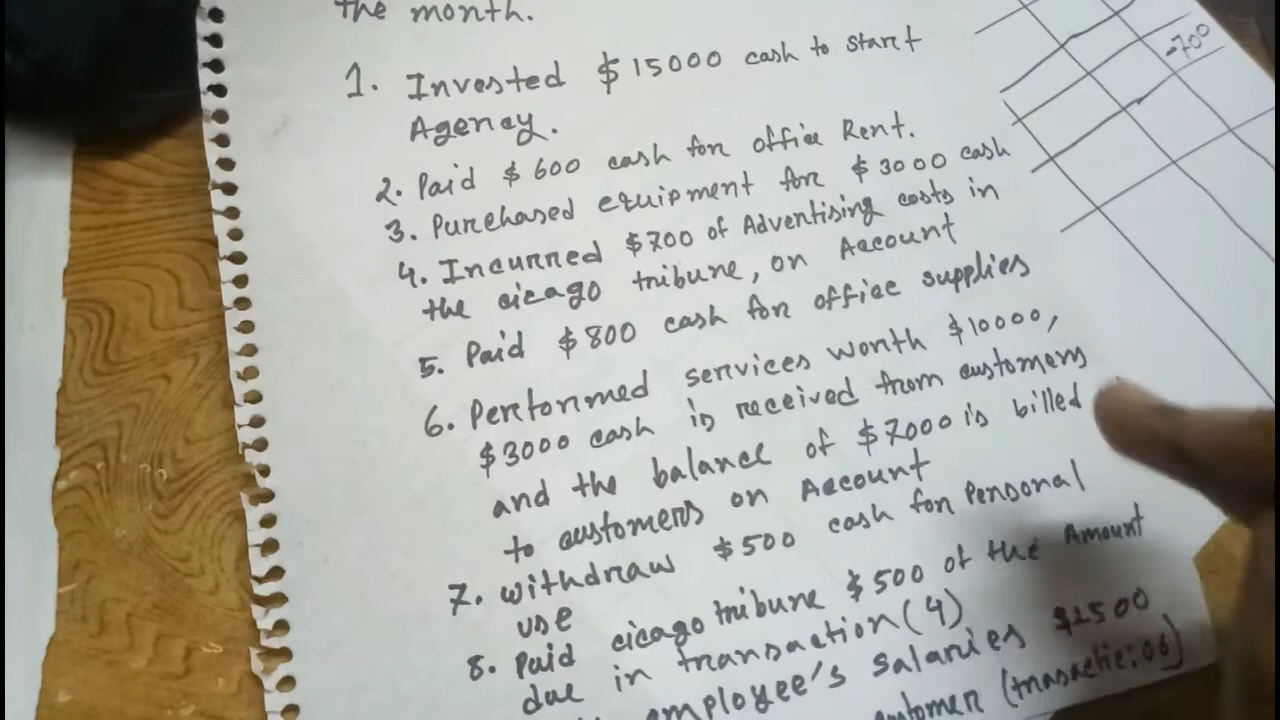 the month.
1. Invested $15000 cash to start
Agency.
2. Paid $600 cash for office Rent.
3. Purchased equipment for $3000 cash
4. Incurred $700 of Advertising costs in
the cicago tribune, on Account
5. Paid $800 cash for office supplies
6. Performed services worth $10000,
$3000 cash is received from customers
and the balance of $7000 is billed
to customers on Account
7. Withdraw $500 cash for Personal
use
8. Paid cicago tribune $500 of the Amount
due in transaction (4)
employee's salaries $2500
customer (trasactie: 06)
-700